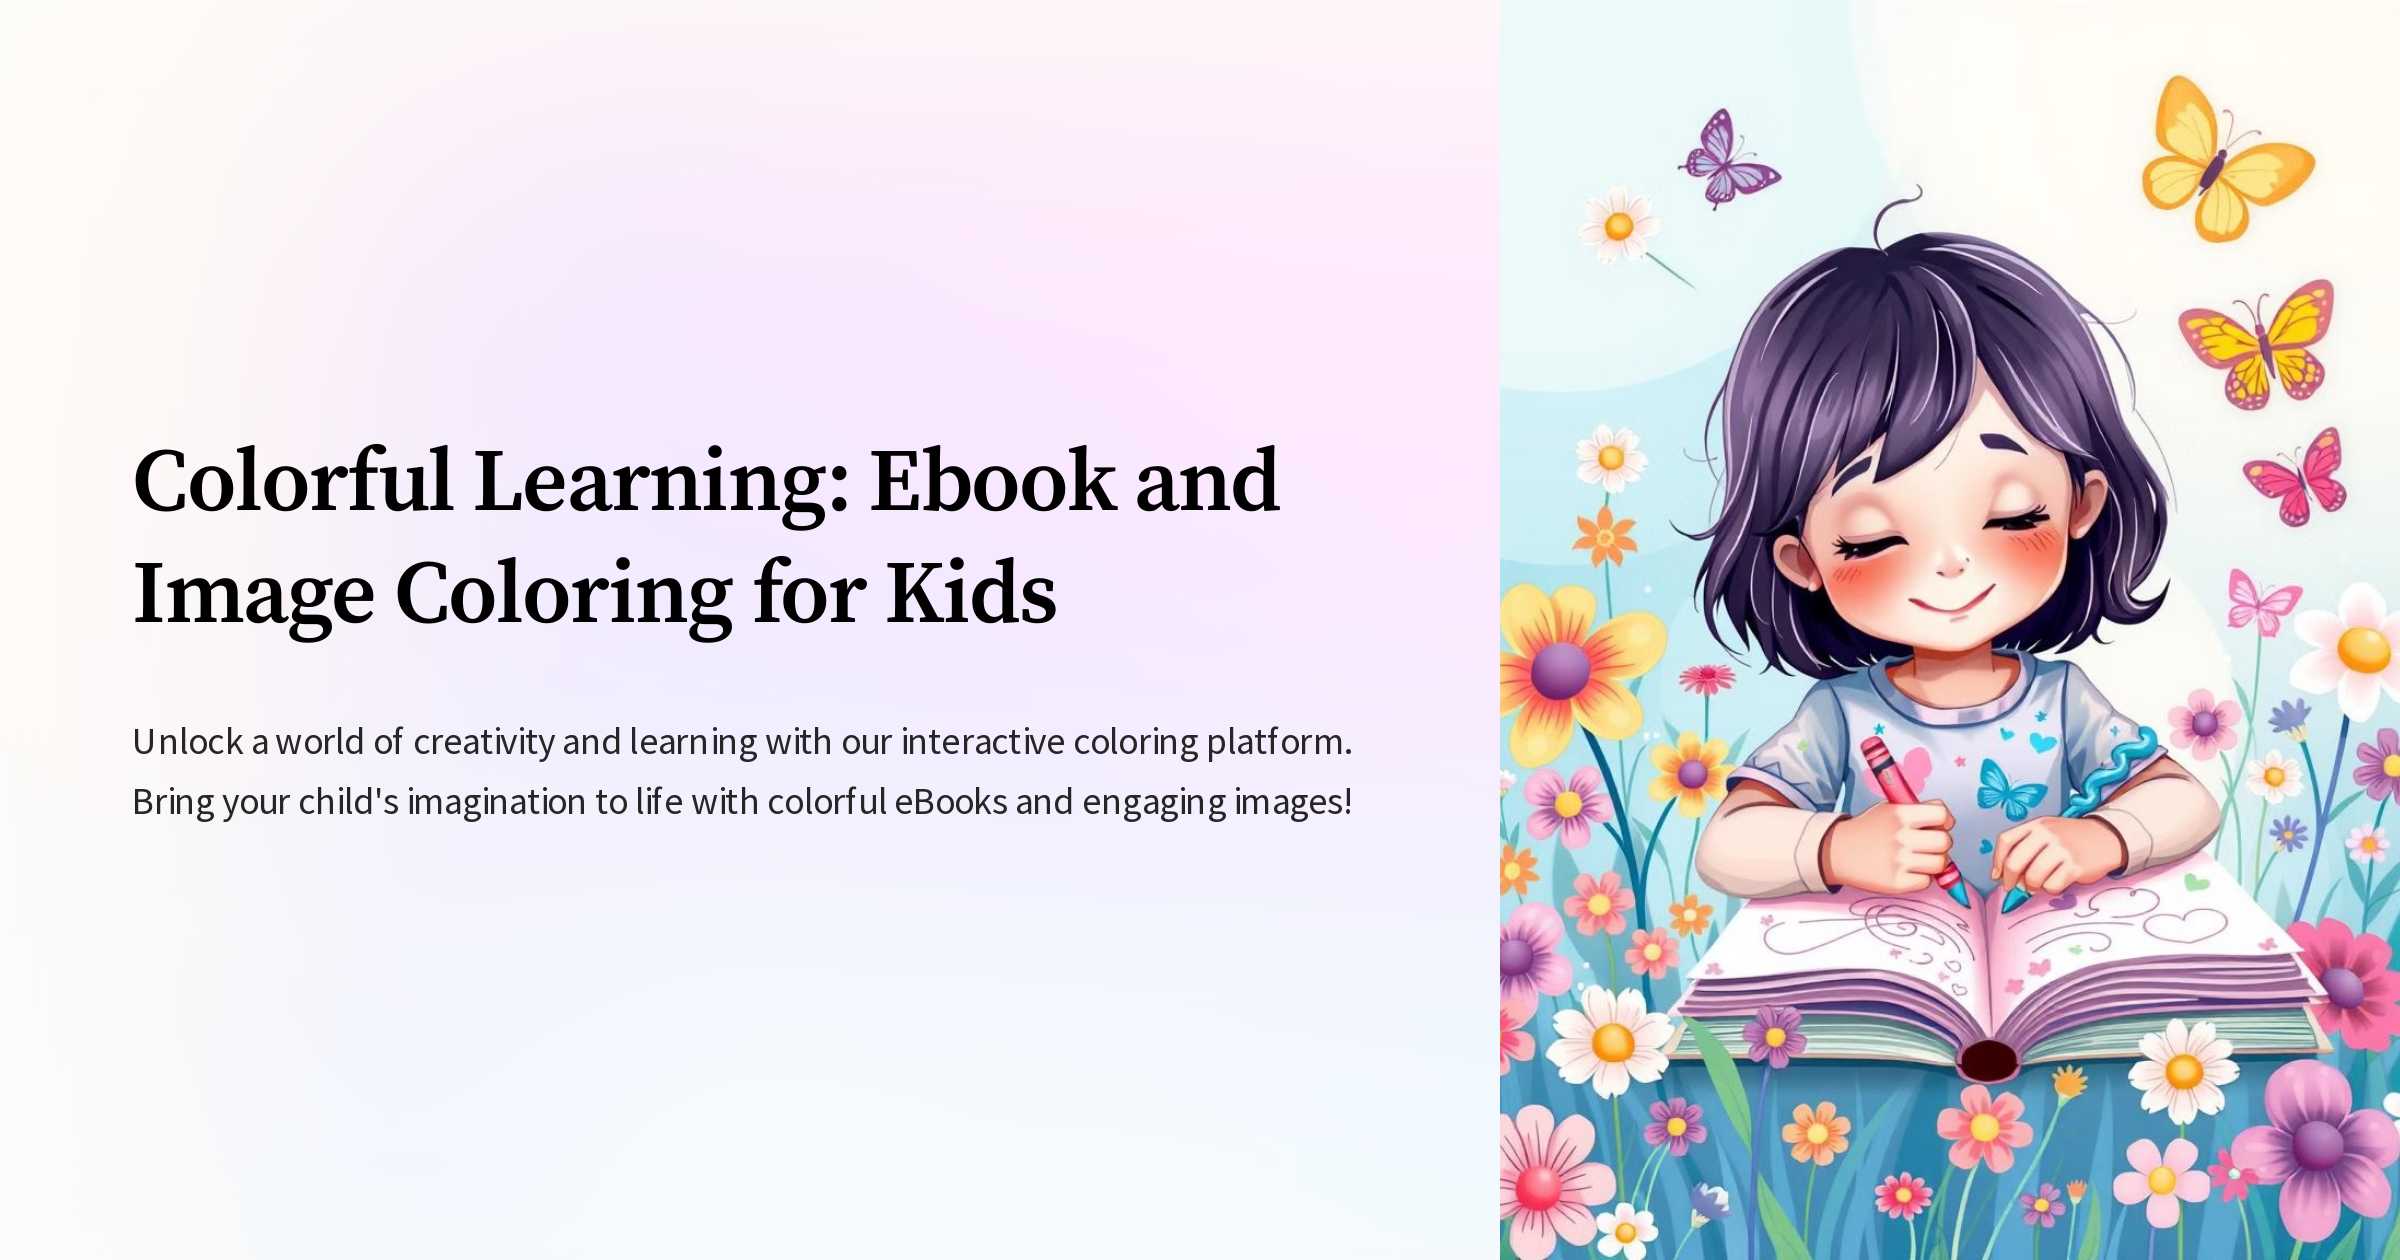 Colorful Learning: Ebook and
Image Coloring for Kids
Unlock a world of creativity and learning with our interactive coloring platform.
Bring your child's imagination to life with colorful eBooks and engaging images!